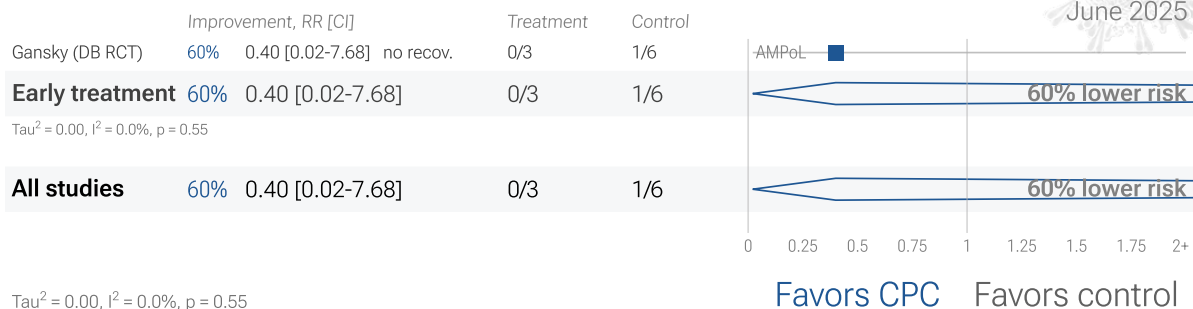 June 2025
Improvement, RR [CI] Treatment Control
Gansky (DB RCT) 60% 0.40 [0.02-7.68] no recov. 0/3 1/6 AMPoL
Early treatment 60% 0.40 [0.02-7.68] 0/3 1/6 60% lower risk
Tau² = 0.00, I² = 0.0%, p = 0.55
All studies 60% 0.40 [0.02-7.68] 0/3 1/6 60% lower risk
0 0.25 0.5 0.75 1 1.25 1.5 1.75 2+
Tau² = 0.00, I² = 0.0%, p = 0.55 Favors CPC Favors control